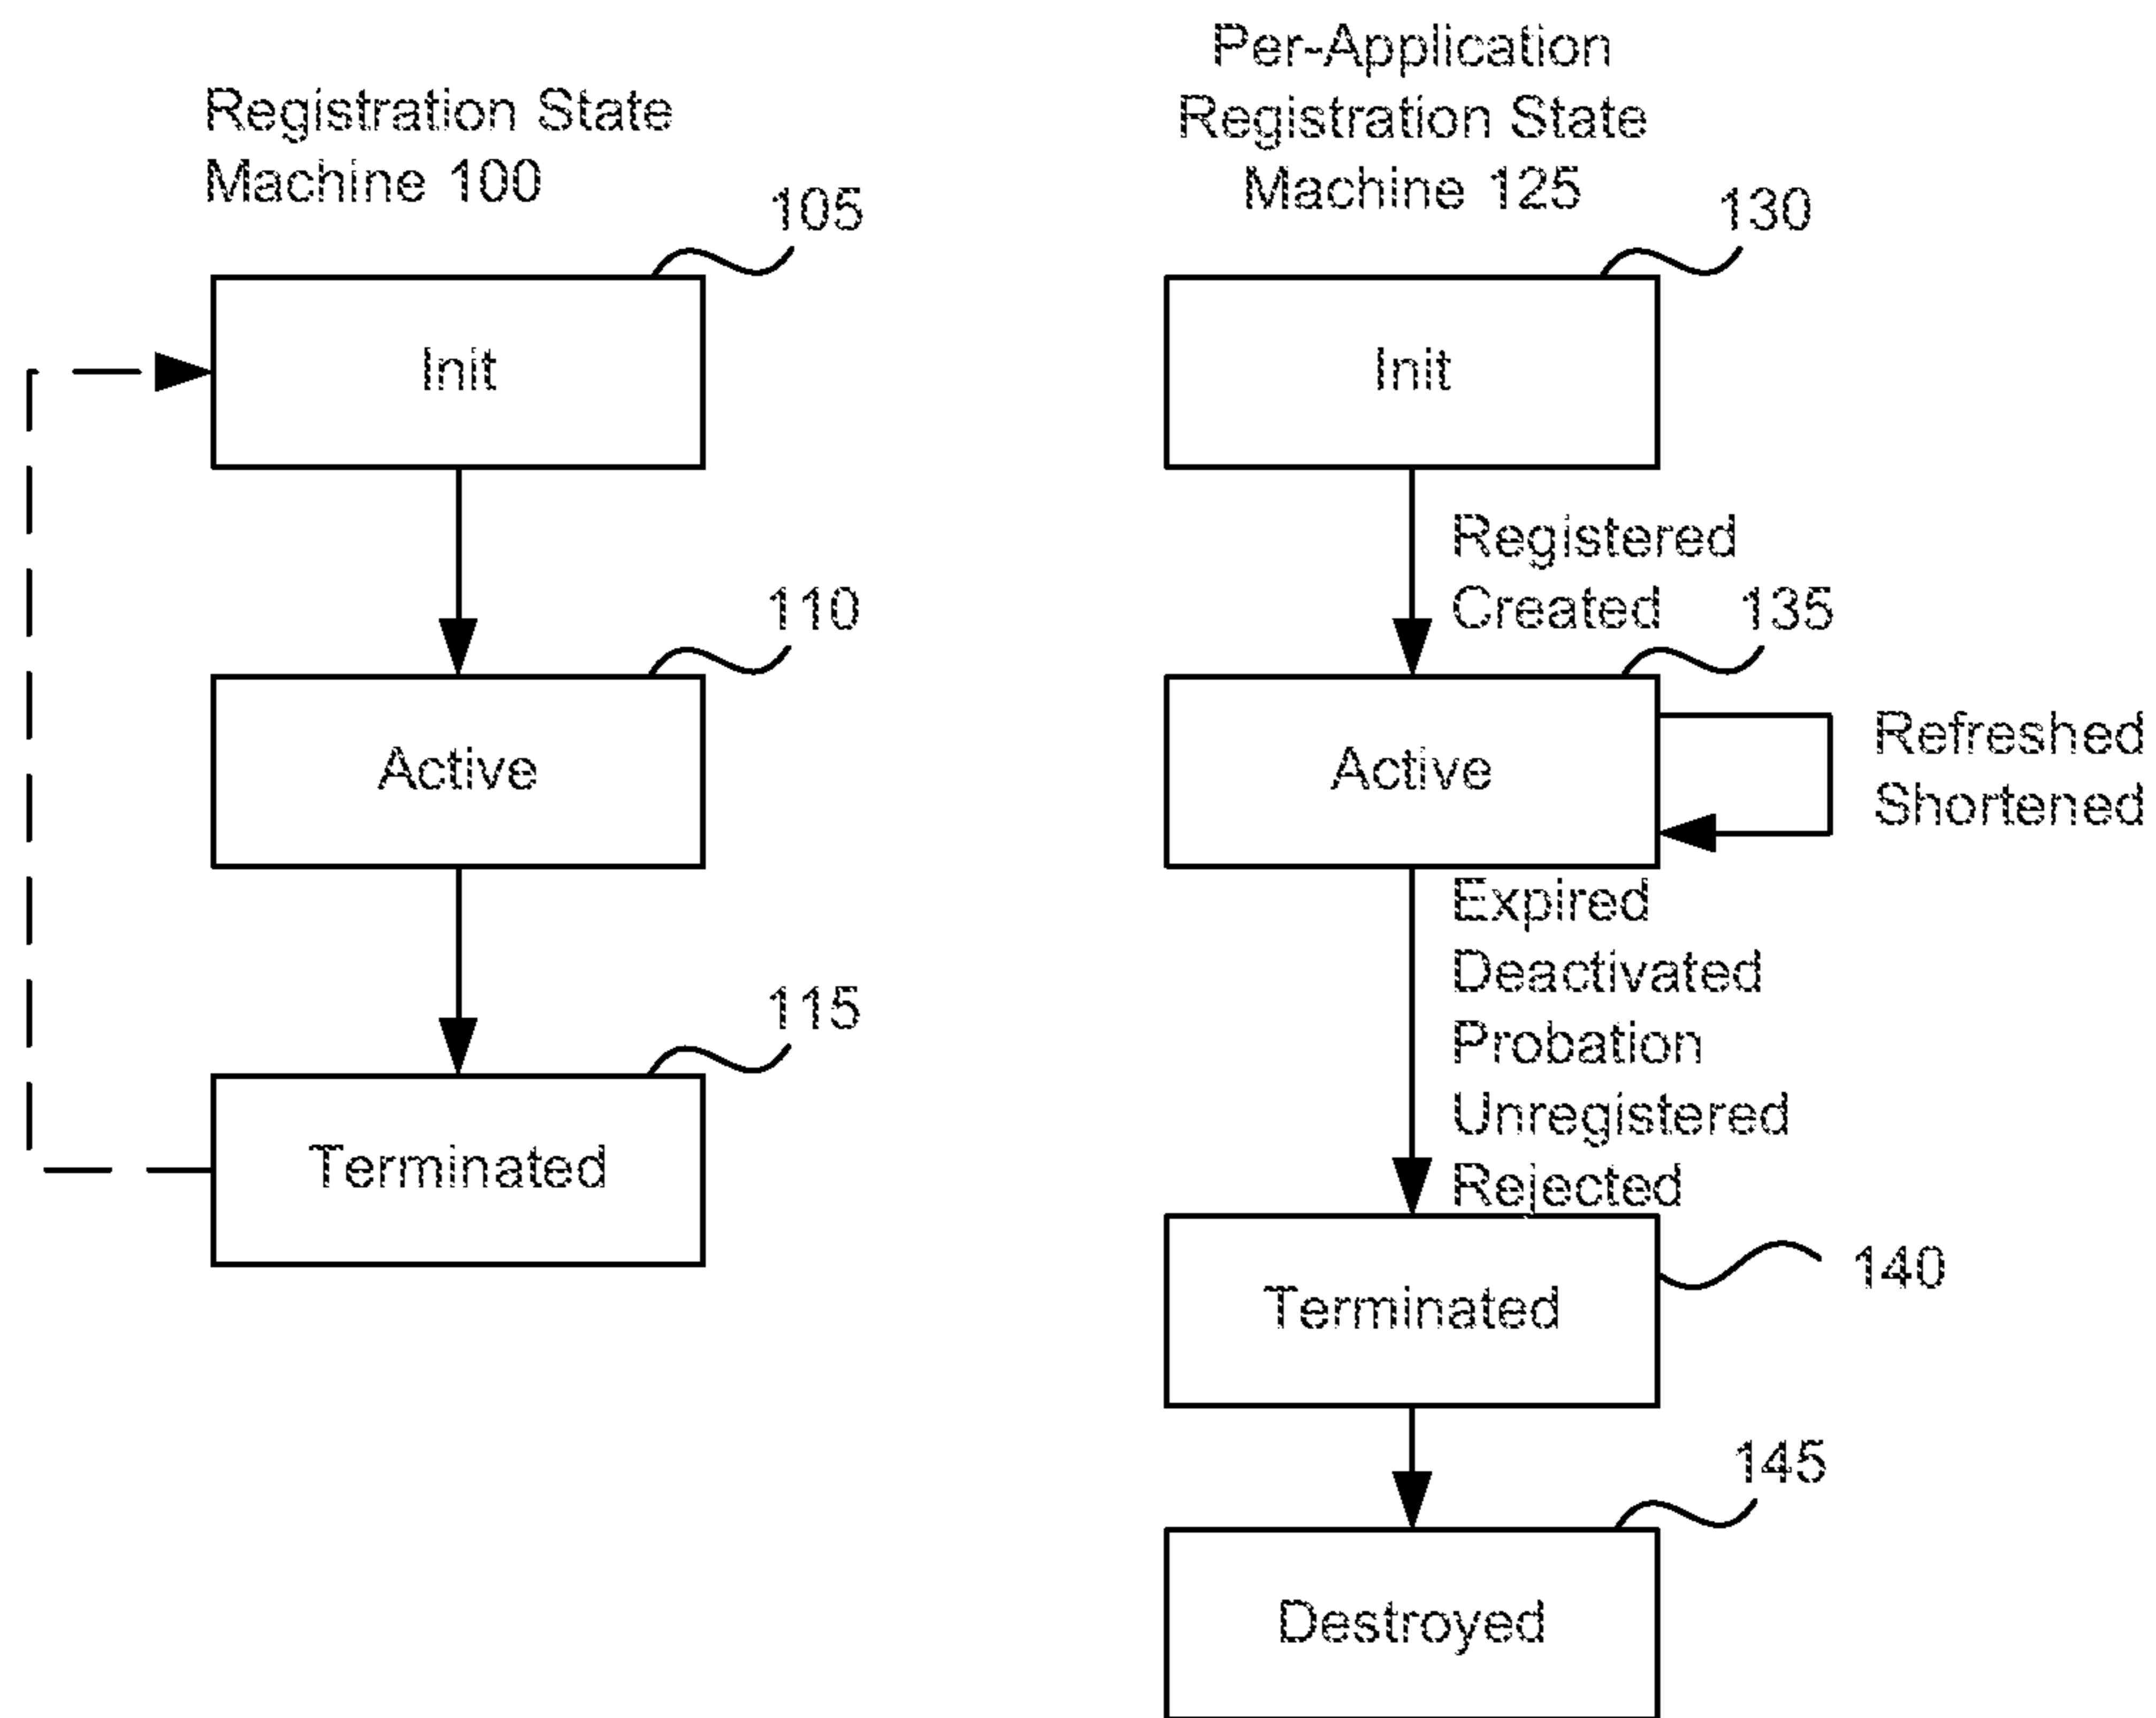 Registration State
Machine 100
105
Init
110
Active
115
Terminated
Per-Application
Registration State
Machine 125
130
Init
Registered
Created
135
Active
Refreshed
Shortened
Expired
Deactivated
Probation
Unregistered
Rejected
Terminated
140
145
Destroyed